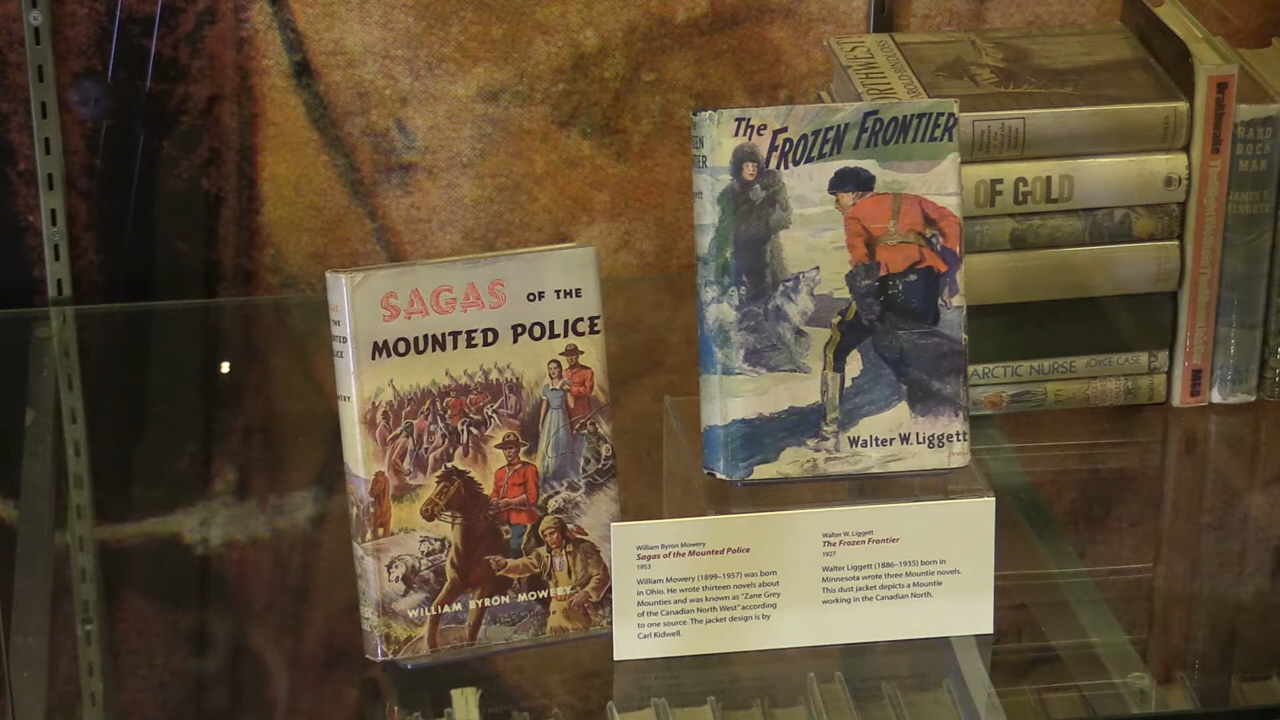 SAGAS OF THE
MOUNTED POLICE
WILLIAM BYRON MOWERY
The
FROZEN FRONTIER
Walter W. Liggett
OF GOLD
ARCTIC NURSE JOYCE CASE
HARD
ROCK
MAN
William Byron Mowery
Sagas of the Mounted Police
1953
William Mowery (1899–1957) was born
in Ohio. He wrote thirteen novels about
Mounties and was known as “Zane Grey
of the Canadian North West” according
to one source. The jacket design is by
Carl Kidwell.
Walter W. Liggett
The Frozen Frontier
1927
Walter Liggett (1886–1935) born in
Minnesota wrote three Mountie novels.
This dust jacket depicts a Mountie
working in the Canadian North.